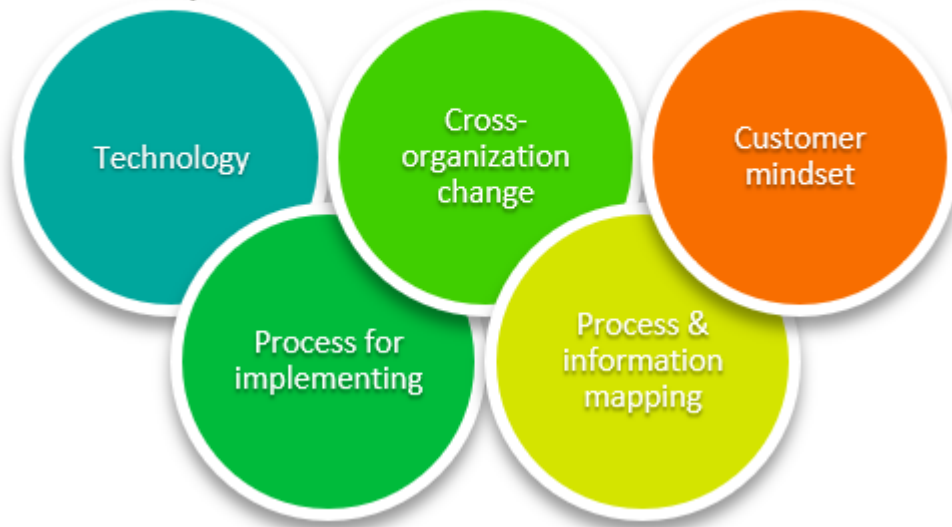 Technology
Cross-
organization
change
Customer
mindset
Process for
implementing
Process &
information
mapping